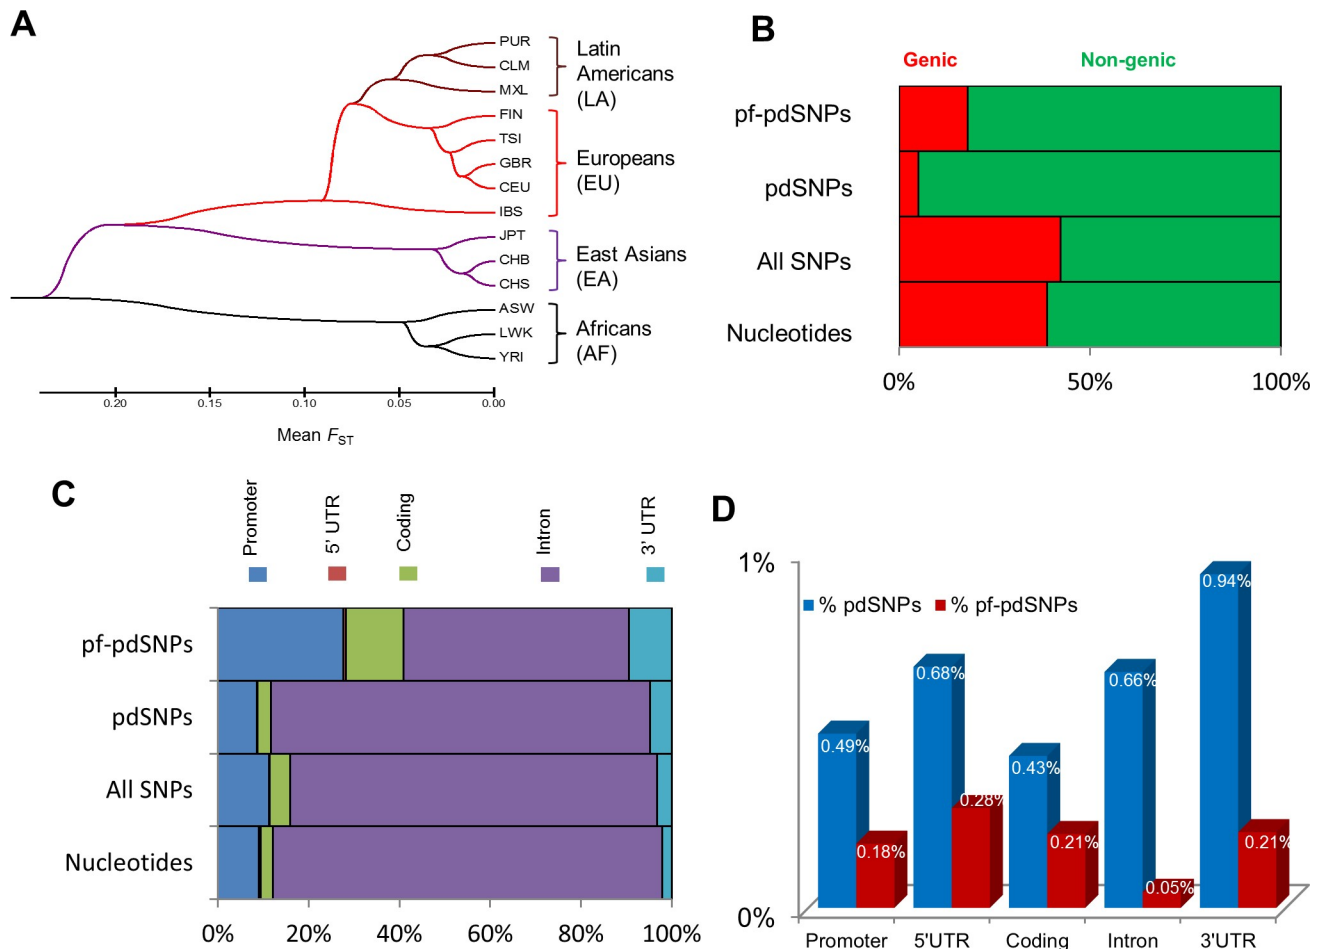 A
PUR
CLM
MXL
FIN
TSI
GBR
CEU
IBS
JPT
CHB
CHS
ASW
LWK
YRI
Latin
Americans
(LA)
Europeans
(EU)
East Asians
(EA)
Africans
(AF)
0.20 0.15 0.10 0.05 0.00
Mean FST
B
Genic Non-genic
pf-pdSNPs
pdSNPs
All SNPs
Nucleotides
0% 50% 100%
C
Promoter
5' UTR
Coding
Intron
3' UTR
pf-pdSNPs
pdSNPs
All SNPs
Nucleotides
0% 20% 40% 60% 80% 100%
D
1%
0%
% pdSNPs % pf-pdSNPs
0.49%
0.18%
0.68%
0.28%
0.43%
0.21%
0.66%
0.05%
0.94%
0.21%
Promoter 5'UTR Coding Intron 3'UTR